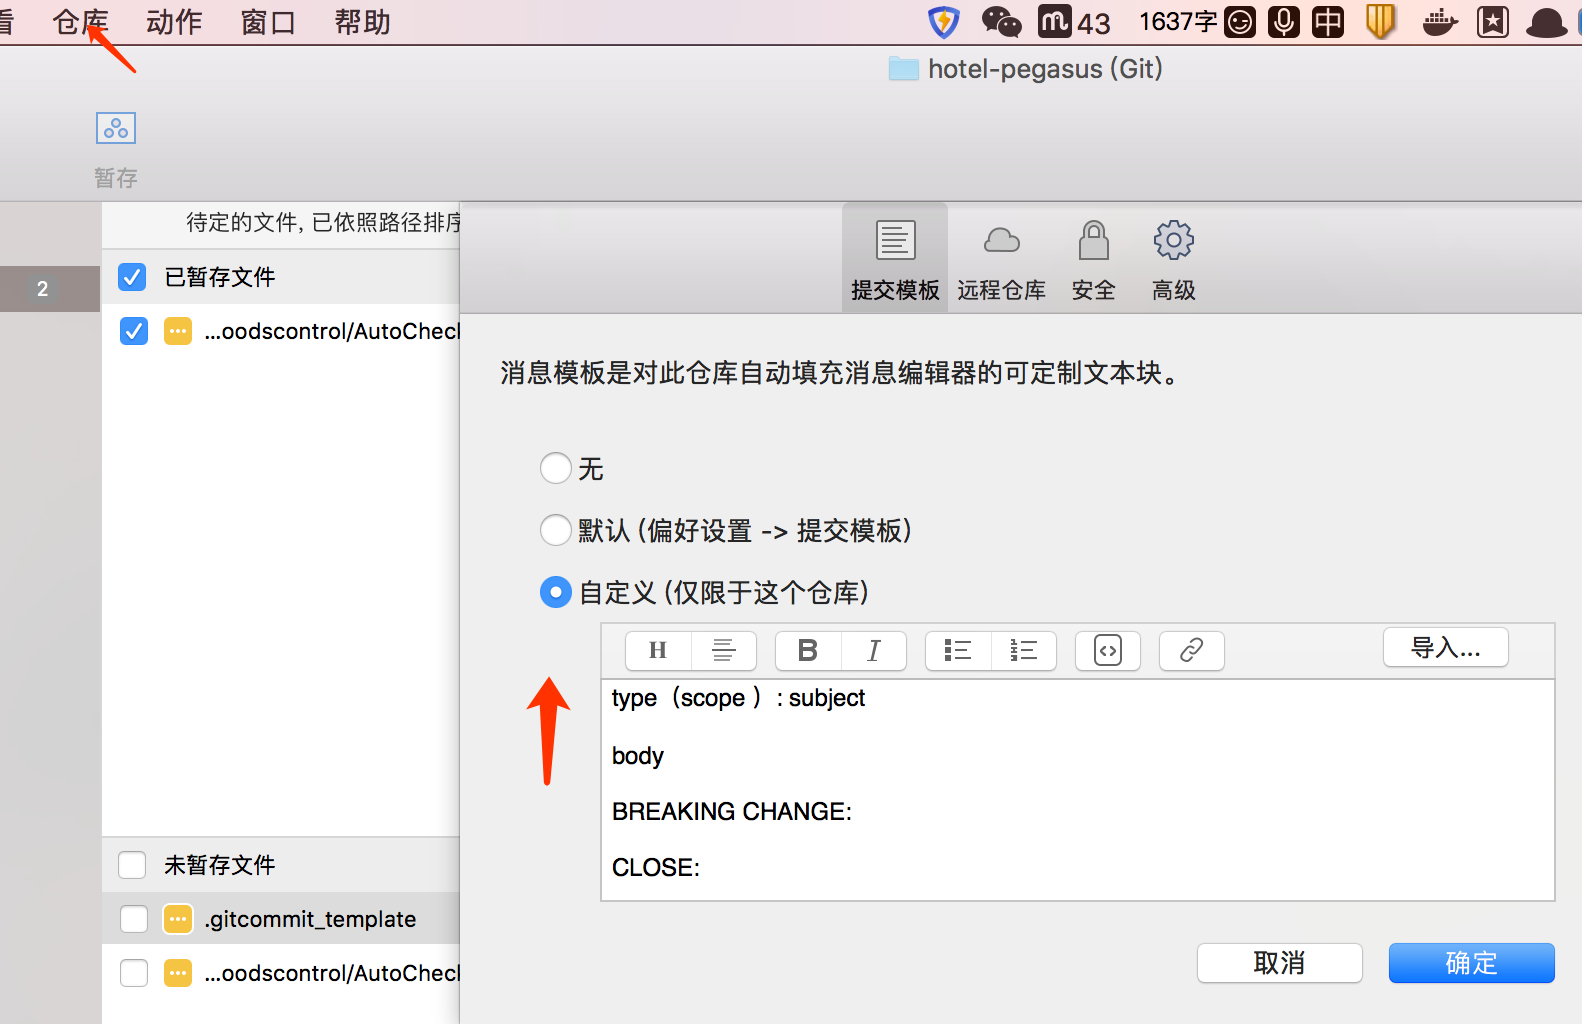 看 仓库 动作 窗口 帮助 43 1637字 中
hotel-pegasus (Git)
暂存
待定的文件, 已依照路径排序
2
已暂存文件
...oodscontrol/AutoChec
提交模板 远程仓库 安全 高级
消息模板是对此仓库自动填充消息编辑器的可定制文本块。
无
默认 (偏好设置 -> 提交模板)
自定义 (仅限于这个仓库)
H B I 导入...
type（scope ）: subject
body
BREAKING CHANGE:
CLOSE:
未暂存文件
.gitcommit_template
...oodscontrol/AutoChec
取消 确定